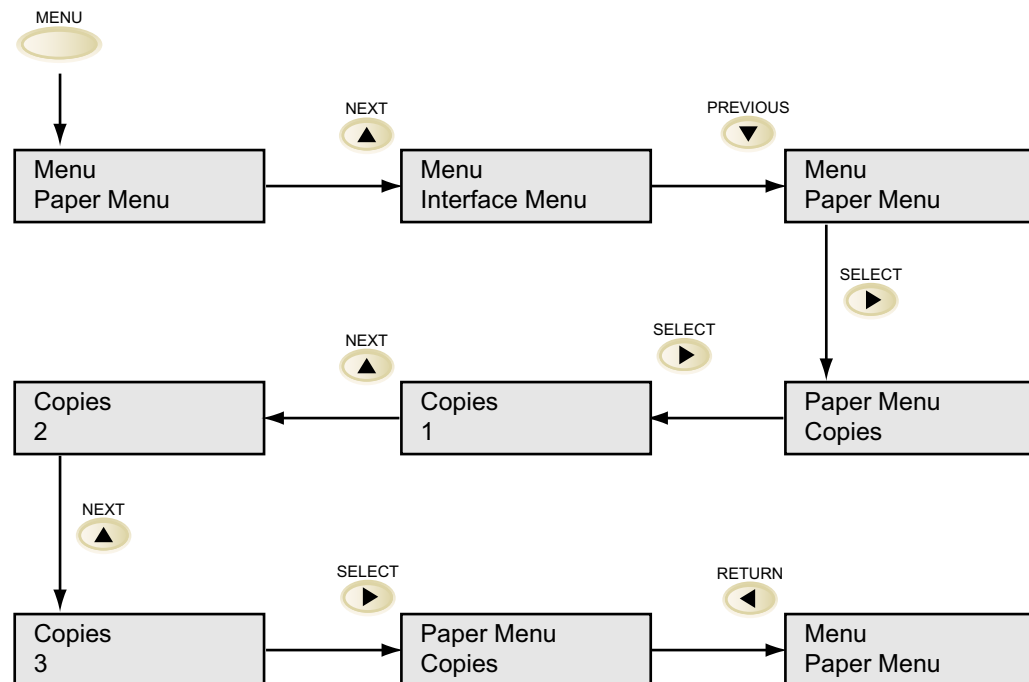 MENU
NEXT
PREVIOUS
Menu
Paper Menu
Menu
Interface Menu
Menu
Paper Menu
SELECT
SELECT
NEXT
Copies
2
Copies
1
Paper Menu
Copies
NEXT
SELECT
RETURN
Copies
3
Paper Menu
Copies
Menu
Paper Menu